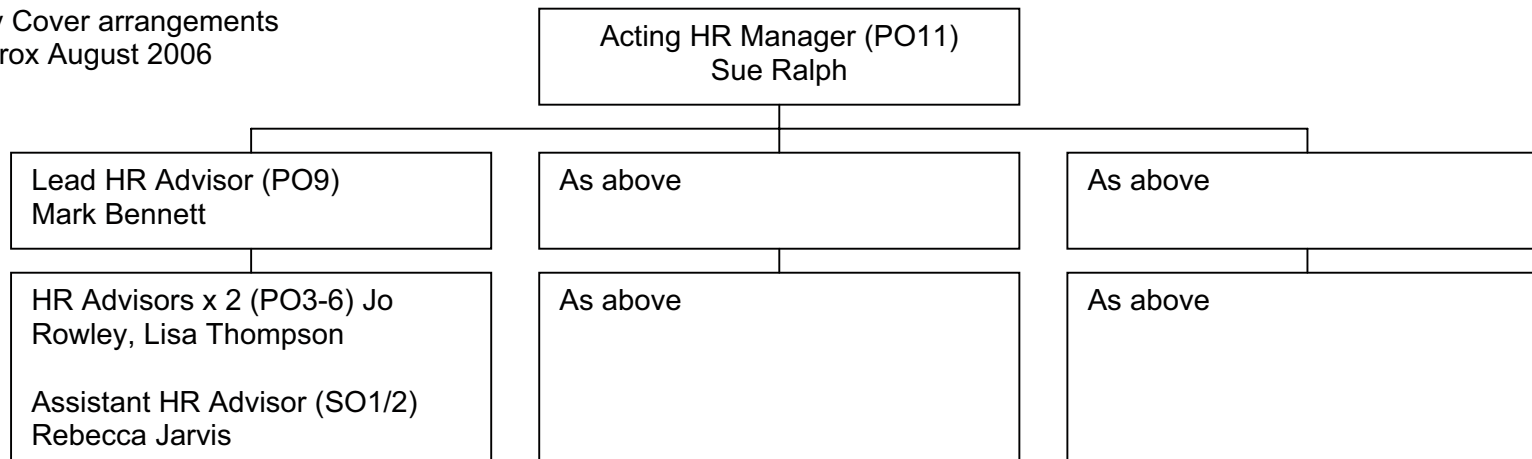 Cover arrangements
August 2006
Acting HR Manager (PO11)
Sue Ralph
Lead HR Advisor (PO9)
Mark Bennett
As above
As above
HR Advisors x 2 (PO3-6) Jo
Rowley, Lisa Thompson
Assistant HR Advisor (SO1/2)
Rebecca Jarvis
As above
As above